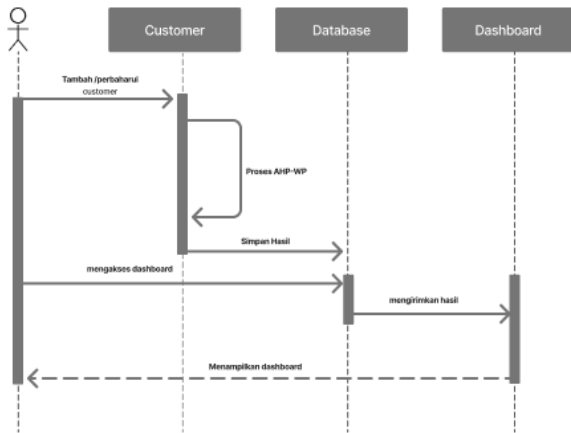 Customer
Database
Dashboard
Tambah /perbaharui
customer
Proses AHP-WP
Simpan Hasil
mengakses dashboard
mengirimkan hasil
Menampilkan dashboard